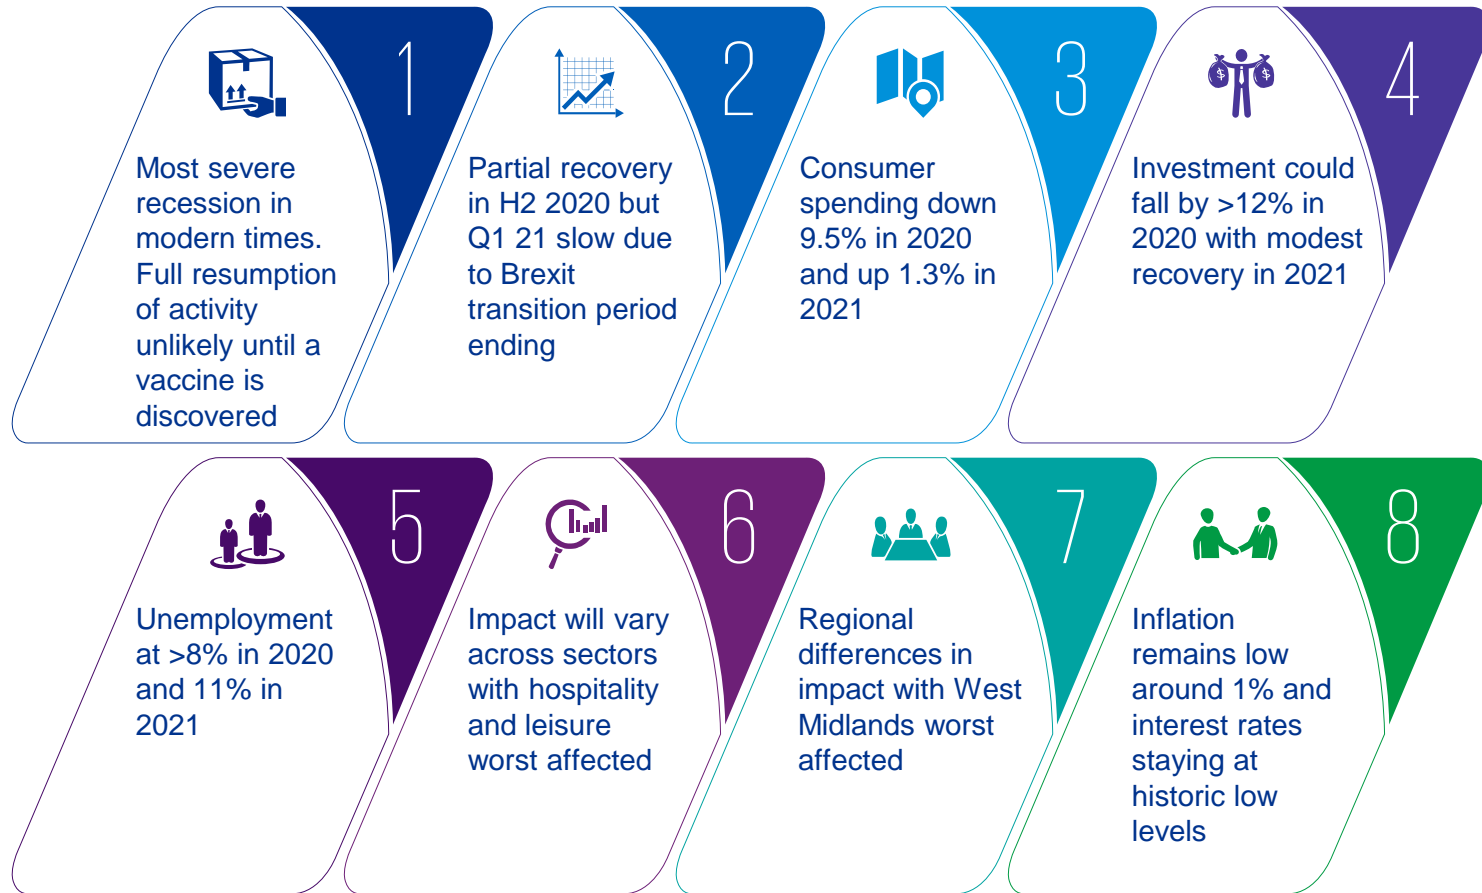 1
Most severe
recession in
modern times.
Full resumption
of activity
unlikely until a
vaccine is
discovered
2
Partial recovery
in H2 2020 but
Q1 21 slow due
to Brexit
transition period
ending
3
Consumer
spending down
9.5% in 2020
and up 1.3% in
2021
$ $
4
Investment could
fall by >12% in
2020 with modest
recovery in 2021
5
Unemployment
at >8% in 2020
and 11% in
2021
6
Impact will vary
across sectors
with hospitality
and leisure
worst affected
7
Regional
differences in
impact with West
Midlands worst
affected
8
Inflation
remains low
around 1% and
interest rates
staying at
historic low
levels